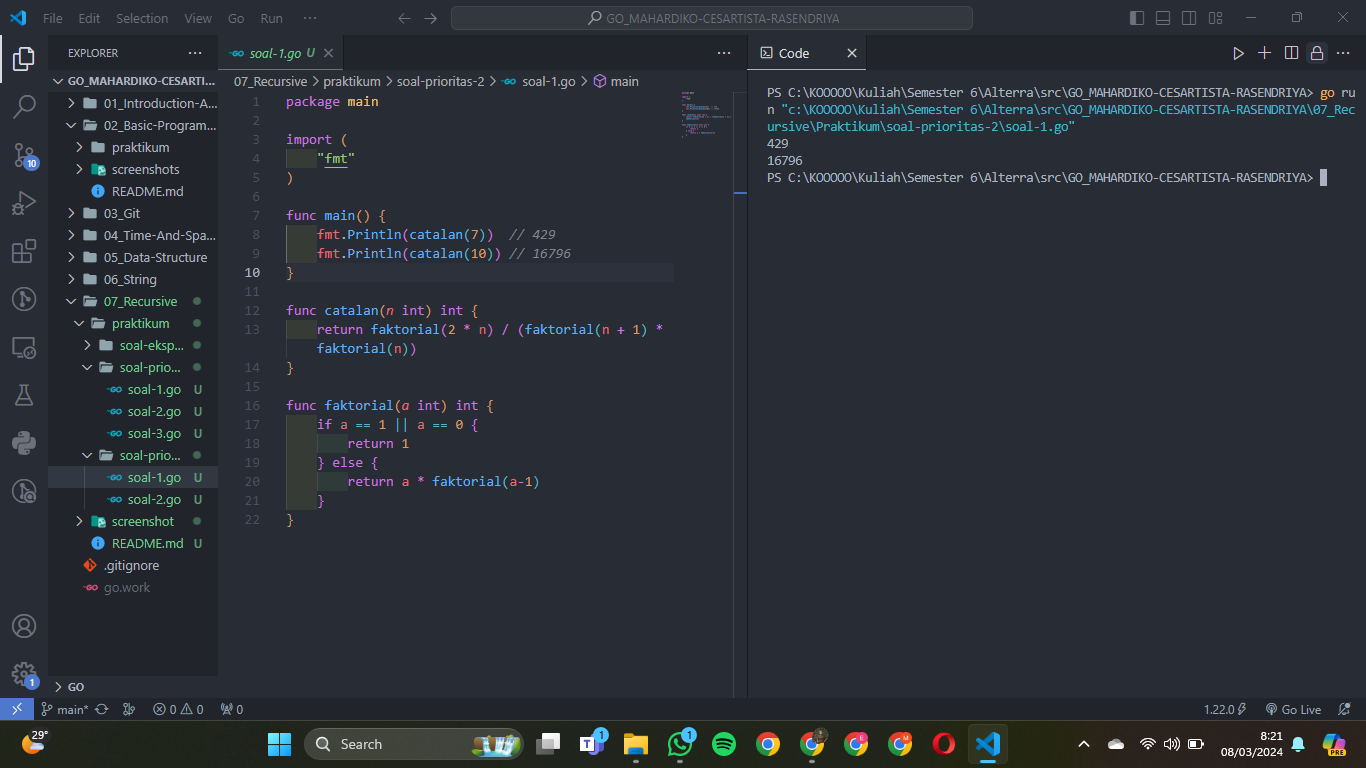 File Edit Selection View Go Run ···
GO_MAHARDIKO-CESARTISTA-RASENDRIYA
EXPLORER
GO_MAHARDIKO-CESARTI...
01_Introduction-A...
02_Basic-Program...
praktikum
screenshots
README.md
03_Git
04_Time-And-Spa...
05_Data-Structure
06_String
07_Recursive
praktikum
soal-eksp...
soal-prio...
soal-1.go U
soal-2.go U
soal-3.go U
soal-prio...
soal-1.go U
soal-2.go U
screenshot
README.md U
.gitignore
go.work
GO
10
1
soal-1.go U
07_Recursive > praktikum > soal-prioritas-2 > soal-1.go > main
1 package main
2
3 import (
4 "fmt"
5 )
6
7 func main() {
8 fmt.Println(catalan(7)) // 429
9 fmt.Println(catalan(10)) // 16796
10 }
11
12 func catalan(n int) int {
13 return faktorial(2 * n) / (faktorial(n + 1) *
faktorial(n))
14 }
15
16 func faktorial(a int) int {
17 if a == 1 || a == 0 {
18 return 1
19 } else {
20 return a * faktorial(a-1)
21 }
22 }
Code
PS C:\KOOOOO\Kuliah\Semester 6\Alterra\src\GO_MAHARDIKO-CESARTISTA-RASENDRIYA> go ru
n "c:\KOOOOO\Kuliah\Semester 6\Alterra\src\GO_MAHARDIKO-CESARTISTA-RASENDRIYA\07_Rec
ursive\Praktikum\soal-prioritas-2\soal-1.go"
429
16796
PS C:\KOOOOO\Kuliah\Semester 6\Alterra\src\GO_MAHARDIKO-CESARTISTA-RASENDRIYA>
main* 0 0 0
1.22.0 Go Live
29°
Search
1
1
8:21
08/03/2024
PRE